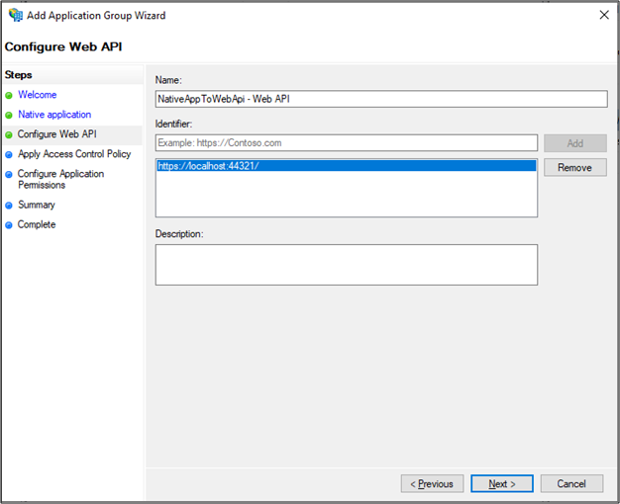 Add Application Group Wizard
Configure Web API
Steps
Welcome
Native application
Configure Web API
Apply Access Control Policy
Configure Application
Permissions
Summary
Complete
Name:
NativeAppToWebApi - Web API
Identifier:
Example: https://Contoso.com
Add
https://localhost:44321/
Remove
Description:
< Previous
Next >
Cancel